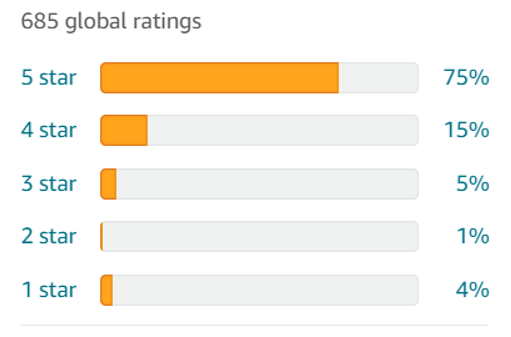 685 global ratings
5 star 75%
4 star 15%
3 star 5%
2 star 1%
1 star 4%